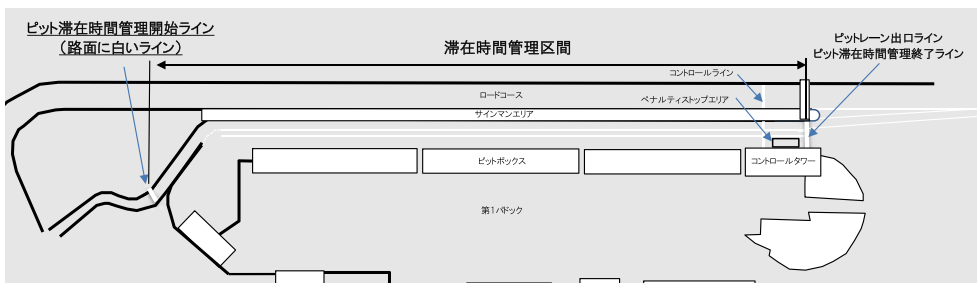 ピット滞在時間管理開始ライン
（路面に白いライン）
滞在時間管理区間
ピットレーン出口ライン
ピット滞在時間管理終了ライン
コントロールライン
ロードコース
ペナルティストップエリア
サインマンエリア
ピットボックス
コントロールタワー
第1パドック